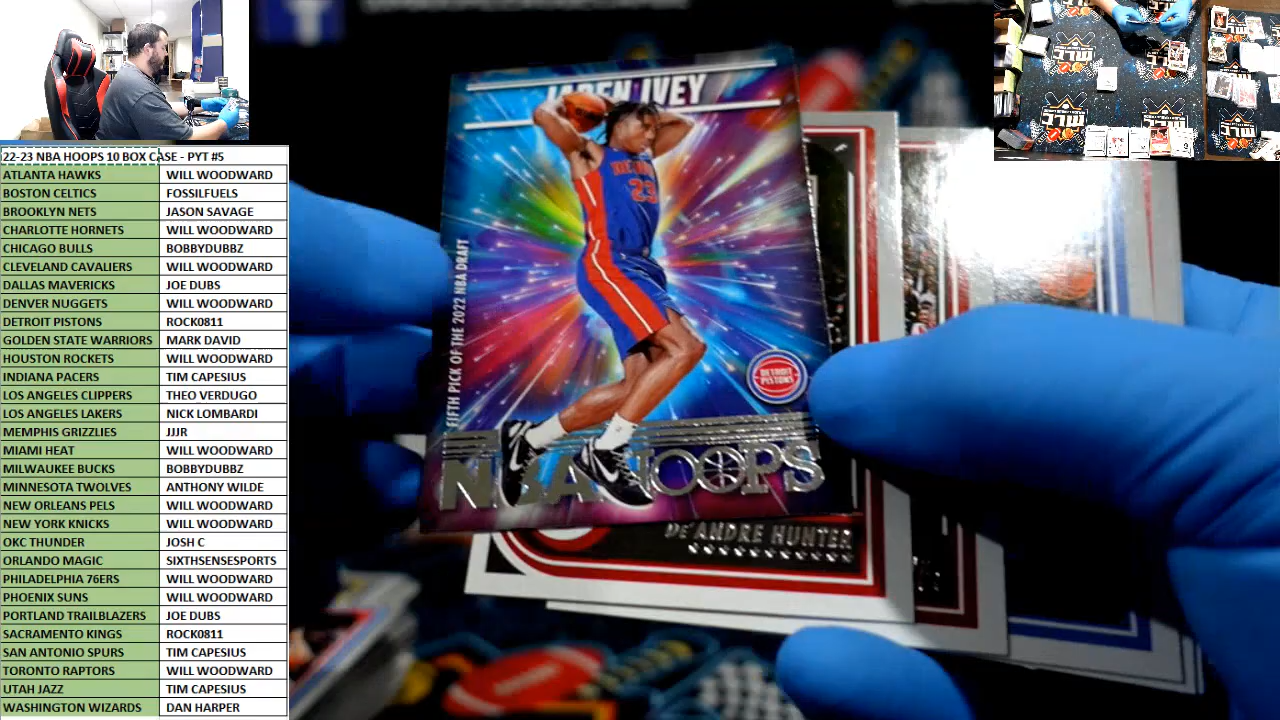 22-23 NBA HOOPS 10 BOX CASE - PYT #5
ATLANTA HAWKS WILL WOODWARD
BOSTON CELTICS FOSSILFUELS
BROOKLYN NETS JASON SAVAGE
CHARLOTTE HORNETS WILL WOODWARD
CHICAGO BULLS BOBBYDUBBZ
CLEVELAND CAVALIERS WILL WOODWARD
DALLAS MAVERICKS JOE DUBS
DENVER NUGGETS WILL WOODWARD
DETROIT PISTONS ROCK0811
GOLDEN STATE WARRIORS MARK DAVID
HOUSTON ROCKETS WILL WOODWARD
INDIANA PACERS TIM CAPESIUS
LOS ANGELES CLIPPERS THEO VERDUGO
LOS ANGELES LAKERS NICK LOMBARDI
MEMPHIS GRIZZLIES JJJR
MIAMI HEAT WILL WOODWARD
MILWAUKEE BUCKS BOBBYDUBBZ
MINNESOTA TWOLVES ANTHONY WILDE
NEW ORLEANS PELS WILL WOODWARD
NEW YORK KNICKS WILL WOODWARD
OKC THUNDER JOSH C
ORLANDO MAGIC SIXTHSENSESPORTS
PHILADELPHIA 76ERS WILL WOODWARD
PHOENIX SUNS WILL WOODWARD
PORTLAND TRAILBLAZERS JOE DUBS
SACRAMENTO KINGS ROCK0811
SAN ANTONIO SPURS TIM CAPESIUS
TORONTO RAPTORS WILL WOODWARD
UTAH JAZZ TIM CAPESIUS
WASHINGTON WIZARDS DAN HARPER
JADEN IVEY
23
FIFTH PICK OF THE 2022 NBA DRAFT
DETROIT
PISTONS
NBA HOOPS
DE'ANDRE HUNTER